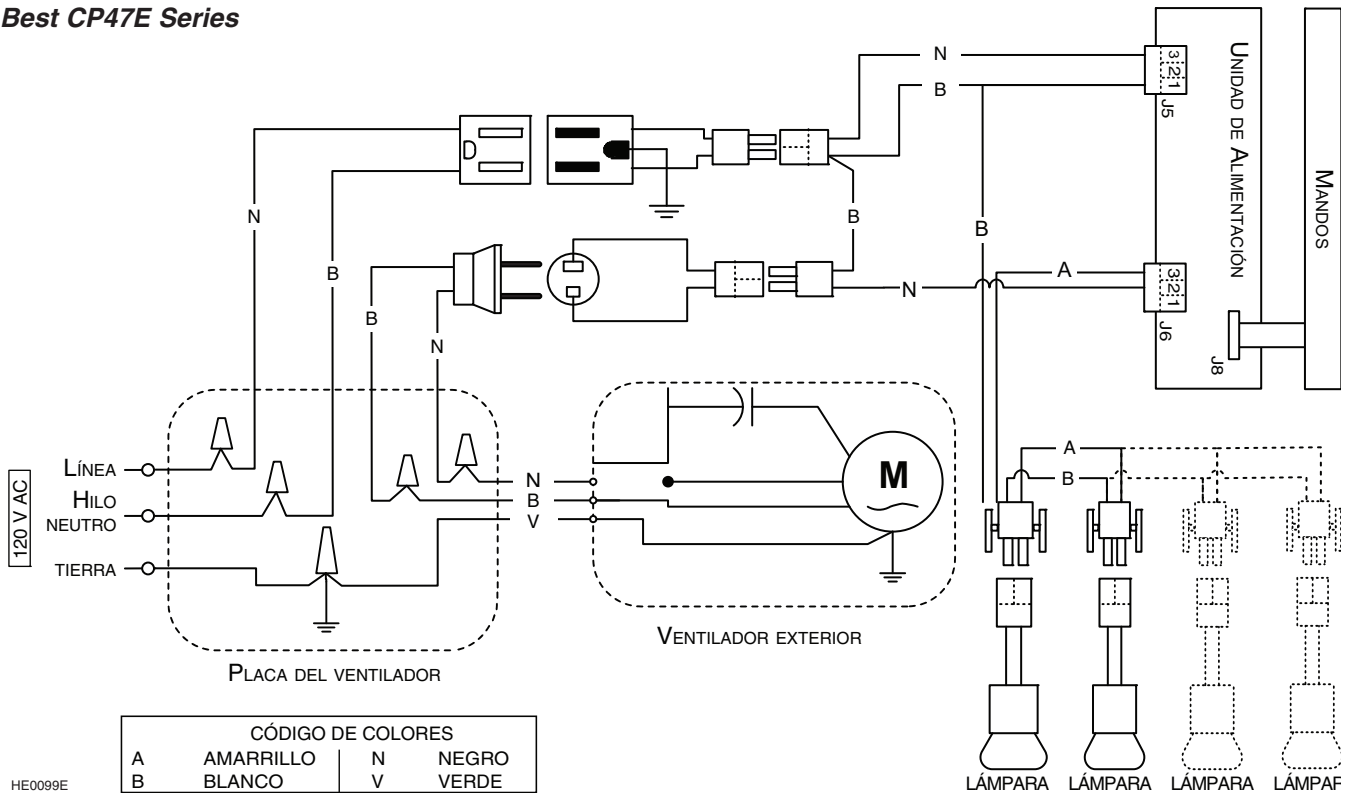 Best CP47E Series
UNIDAD DE ALIMENTACIÓN
MANDOS
3 2 1
J5
3 2 1
J6
J8
N
B
N
B
B
B
A
N
B
N
A
B
120 V AC
LÍNEA
HILO
NEUTRO
TIERRA
N
B
V
M
PLACA DEL VENTILADOR
VENTILADOR EXTERIOR
CÓDIGO DE COLORES
A AMARRILLO N NEGRO
B BLANCO V VERDE
LÁMPARA LÁMPARA LÁMPARA LÁMPAR
HE0099E